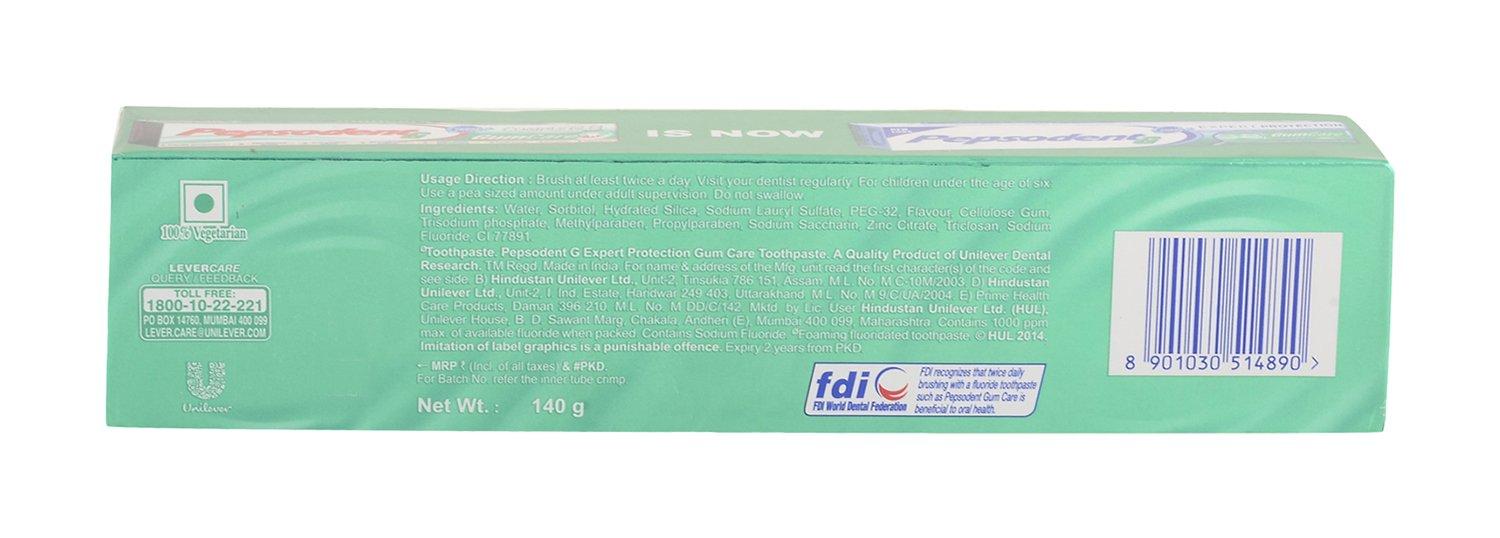 Pepsodent G
IS NOW
Pepsodent G
EXPERT PROTECTION
Gumcare
100% Vegetarian
LEVERCARE
QUERY / FEEDBACK
TOLL FREE:
1800-10-22-221
PO BOX 14760, MUMBAI 400 099
LEVER.CARE@UNILEVER.COM
Unilever
Usage Direction : Brush at least twice a day. Visit your dentist regularly. For children under the age of six:
Use a pea sized amount under adult supervision. Do not swallow.
Ingredients: Water, Sorbitol, Hydrated Silica, Sodium Lauryl Sulfate, PEG-32, Flavour, Cellulose Gum,
Trisodium phosphate, Methylparaben, Propylparaben, Sodium Saccharin, Zinc Citrate, Triclosan, Sodium
Fluoride, CI 77891.
Toothpaste. Pepsodent G Expert Protection Gum Care Toothpaste. A Quality Product of Unilever Dental
Research. TM Regd. Made in India. For name & address of the Mfg. unit read the first character(s) of the code and
see side. B) Hindustan Unilever Ltd., Unit-2, Tinsukia 786 151, Assam. M.L. No. M C-10M/2003. D) Hindustan
Unilever Ltd., Unit-2, I Ind. Estate, Haridwar 249 403, Uttarakhand. M.L. No. M 9.C/UA/2004. E) Prime Health
Care Products, Daman 396 210. M.L. No. M DD/C/142. Mktd. by Lic. User Hindustan Unilever Ltd. (HUL),
Unilever House, B. D. Sawant Marg, Chakala, Andheri (E), Mumbai 400 099, Maharashtra. Contains 1000 ppm
max. of available fluoride when packed. Contains Sodium Fluoride. Foaming fluoridated toothpaste. © HUL 2014.
Imitation of label graphics is a punishable offence. Expiry 2 years from PKD.
← MRP ₹ (Incl. of all taxes) & #PKD.
For Batch No. refer the inner tube crimp.
Net Wt. : 140 g
fdi
FDI World Dental Federation
FDI recognizes that twice daily
brushing with a fluoride toothpaste
such as Pepsodent Gum Care is
beneficial to oral health.
8 901030 514890 >